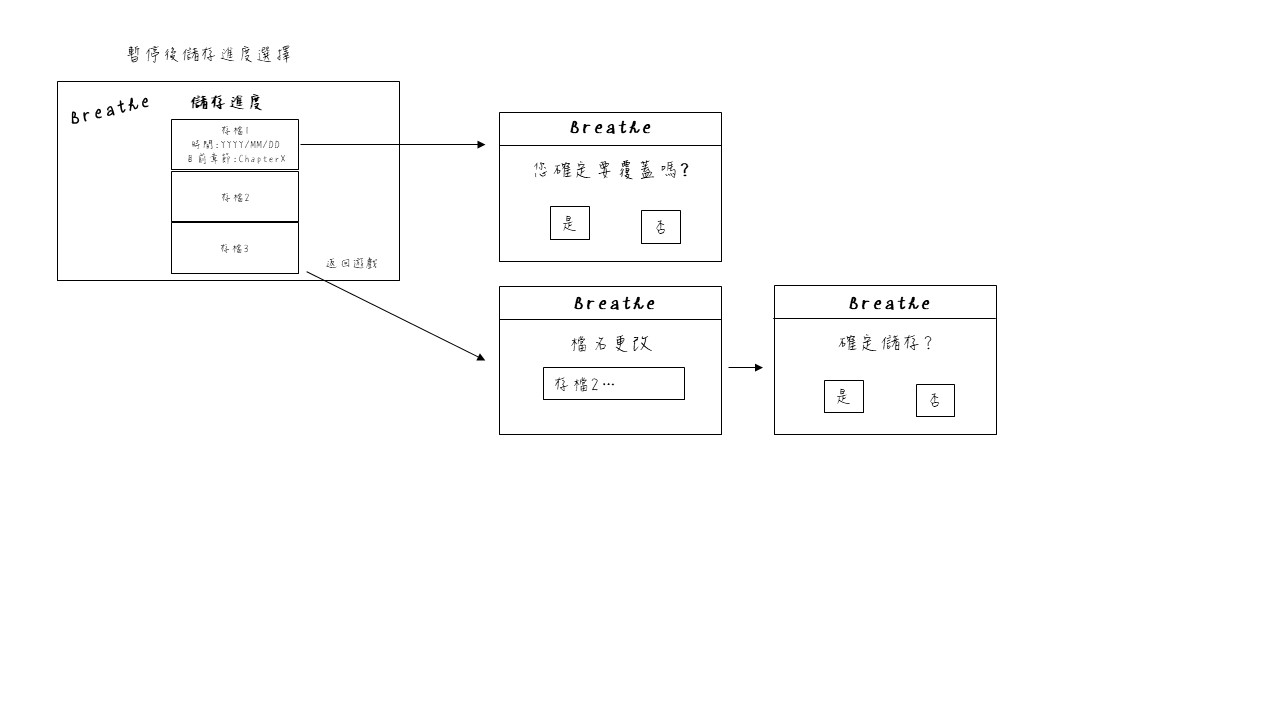 暫停後儲存進度選擇
Breathe
儲存進度
存檔1
時間:YYYY/MM/DD
目前章節:ChapterX
存檔2
存檔3
返回遊戲
Breathe
您確定要覆蓋嗎?
是
否
Breathe
檔名更改
存檔2…
Breathe
確定儲存?
是
否